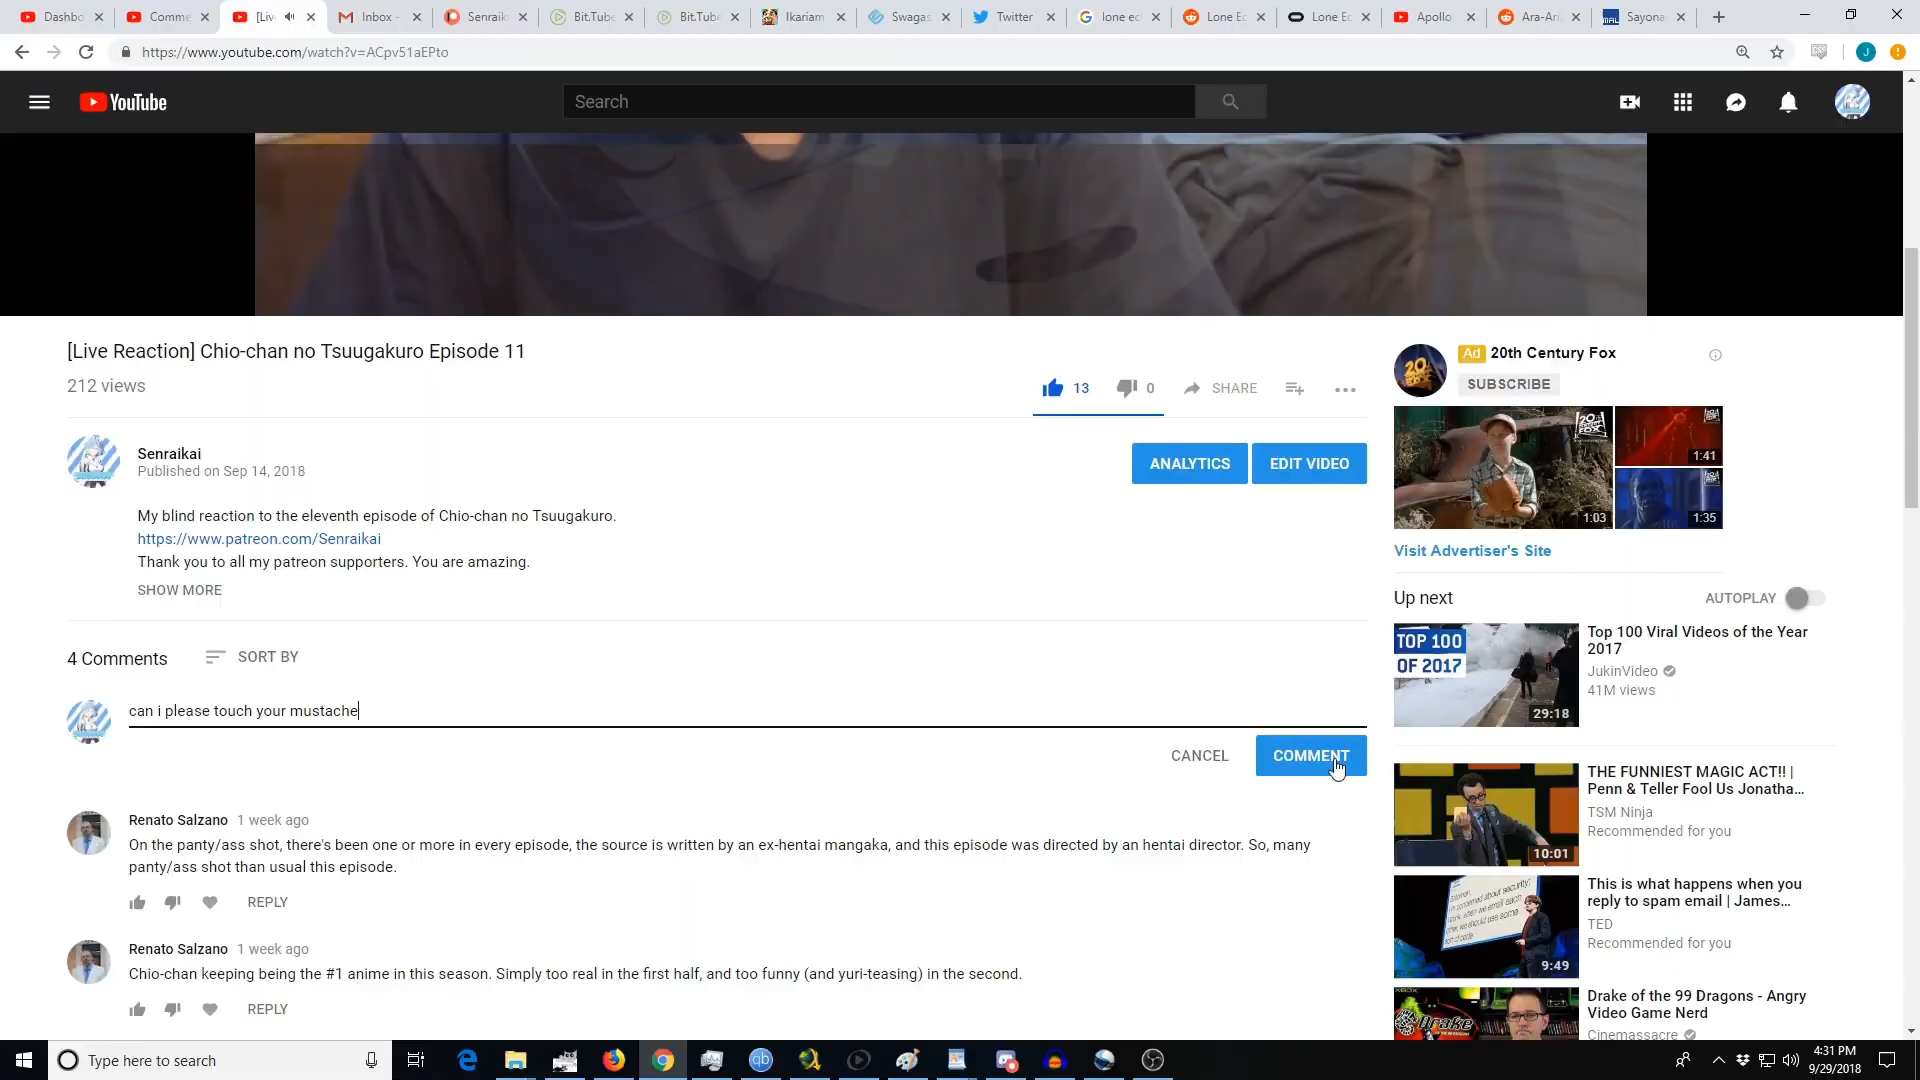 Dashbo
Comme
[Liv
Inbox -
Senraik
Bit.Tube
Bit.Tube
Ikariam
Swagas
Twitter
lone ec
Lone Ec
Lone Ec
Apollo
Ara-Ari
Sayona
https://www.youtube.com/watch?v=ACpv51aEPto
J
YouTube
Search
[Live Reaction] Chio-chan no Tsuugakuro Episode 11
212 views
13
0
SHARE
Senraikai
Published on Sep 14, 2018
ANALYTICS
EDIT VIDEO
My blind reaction to the eleventh episode of Chio-chan no Tsuugakuro.
https://www.patreon.com/Senraikai
Thank you to all my patreon supporters. You are amazing.
SHOW MORE
4 Comments
SORT BY
can i please touch your mustache
CANCEL
COMMENT
Renato Salzano 1 week ago
On the panty/ass shot, there's been one or more in every episode, the source is written by an ex-hentai mangaka, and this episode was directed by an hentai director. So, many
panty/ass shot than usual this episode.
REPLY
Renato Salzano 1 week ago
Chio-chan keeping being the #1 anime in this season. Simply too real in the first half, and too funny (and yuri-teasing) in the second.
REPLY
Ad 20th Century Fox
SUBSCRIBE
1:03
1:41
1:35
Visit Advertiser's Site
Up next
AUTOPLAY
TOP 100
OF 2017
29:18
Top 100 Viral Videos of the Year
2017
JukinVideo
41M views
10:01
THE FUNNIEST MAGIC ACT!! |
Penn & Teller Fool Us Jonatha...
TSM Ninja
Recommended for you
9:49
This is what happens when you
reply to spam email | James...
TED
Recommended for you
Drake of the 99 Dragons - Angry
Video Game Nerd
Cinemassacre
Type here to search
qb
4:31 PM
9/29/2018